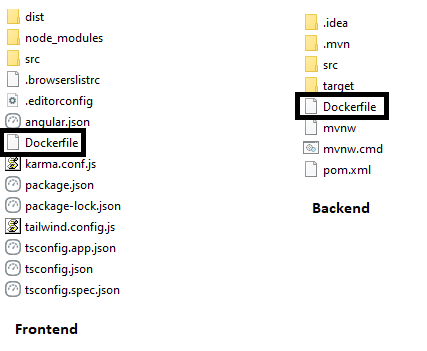 dist
node_modules
src
.browserslistrc
.editorconfig
angular.json
Dockerfile
karma.conf.js
package.json
package-lock.json
tailwind.config.js
tsconfig.app.json
tsconfig.json
tsconfig.spec.json
Frontend
.idea
.mvn
src
target
Dockerfile
mvnw
mvnw.cmd
pom.xml
Backend